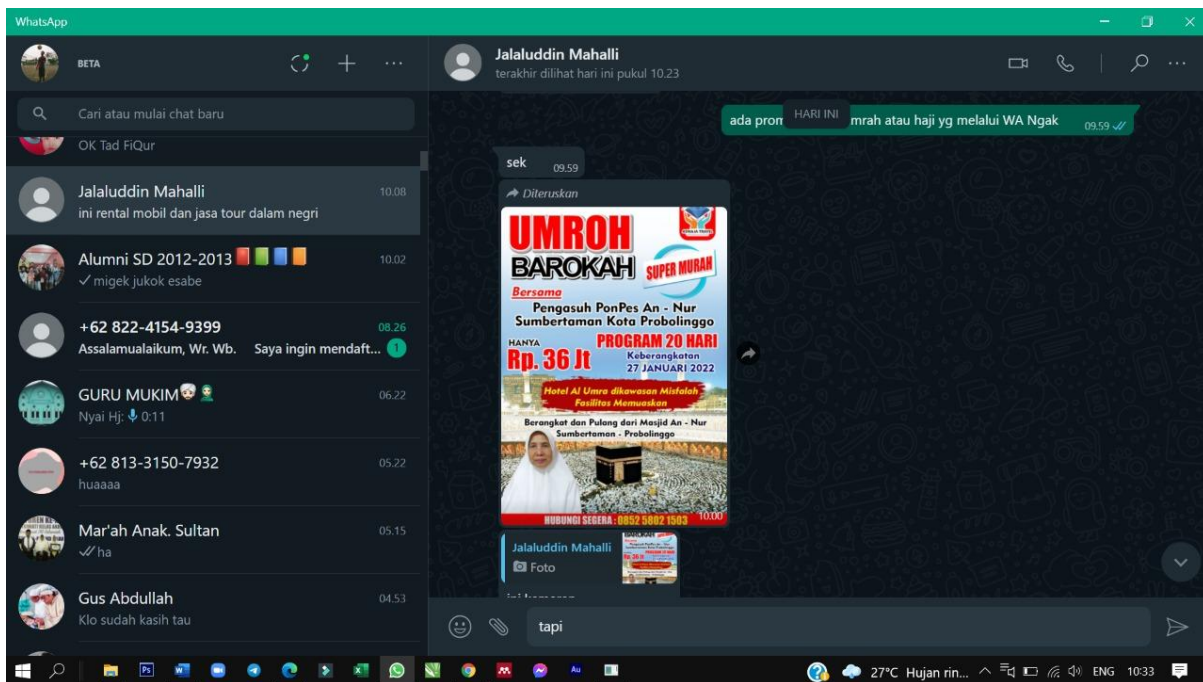 WhatsApp
BETA
Cari atau mulai chat baru
OK Tad FiQur
Jalaluddin Mahalli
10.08
ini rental mobil dan jasa tour dalam negri
Alumni SD 2012-2013
10.02
migek jukok esabe
+62 822-4154-9399
08.26
Assalamualaikum, Wr. Wb. Saya ingin mendaft...
1
GURU MUKIM
06.22
Nyai Hj: 0:11
+62 813-3150-7932
05.22
huaaaa
Mar'ah Anak. Sultan
05.15
ha
Gus Abdullah
04.53
Klo sudah kasih tau
Jalaluddin Mahalli
terakhir dilihat hari ini pukul 10.23
HARI INI
ada prom mrah atau haji yg melalui WA Ngak 09.59
sek 09.59
Diteruskan
UMROH
BAROKAH
SUPER MURAH
Bersama
Pengasuh PonPes An - Nur
Sumbertaman Kota Probolinggo
HANYA
Rp. 36 Jt
PROGRAM 20 HARI
Keberangkatan
27 JANUARI 2022
Hotel Al Umra dikawasan Misfalah
Fasilitas Memuaskan
Berangkat dan Pulang dari Masjid An - Nur
Sumbertaman - Probolinggo
HUBUNGI SEGERA : 0852 5802 1503
10.00
Jalaluddin Mahalli
Foto
tapi
Ps
Au
27°C Hujan rin...
ENG
10:33